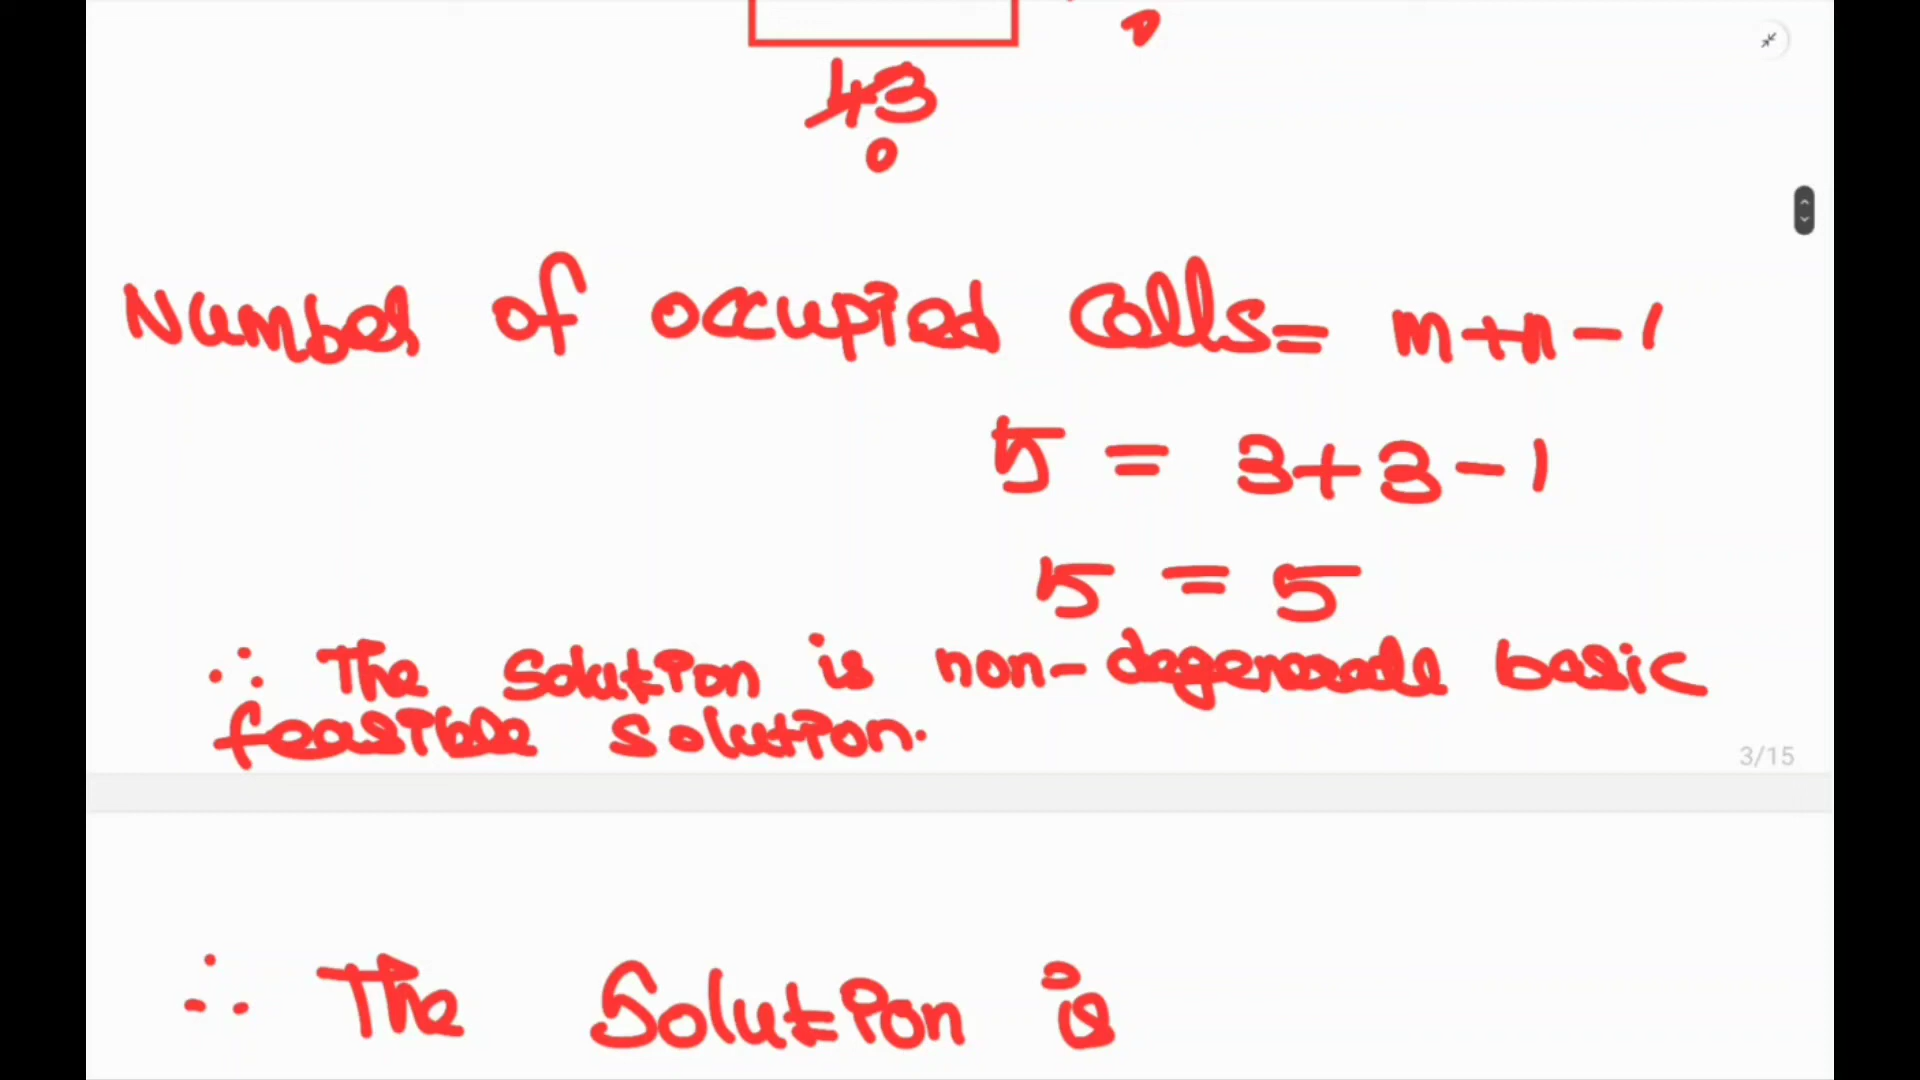 43
0
Number of occupied cells = m+n-1
5 = 3+3-1
5 = 5
∴ The Solution is non-degenerate basic
feasible solution.
3/15
∴ The Solution is